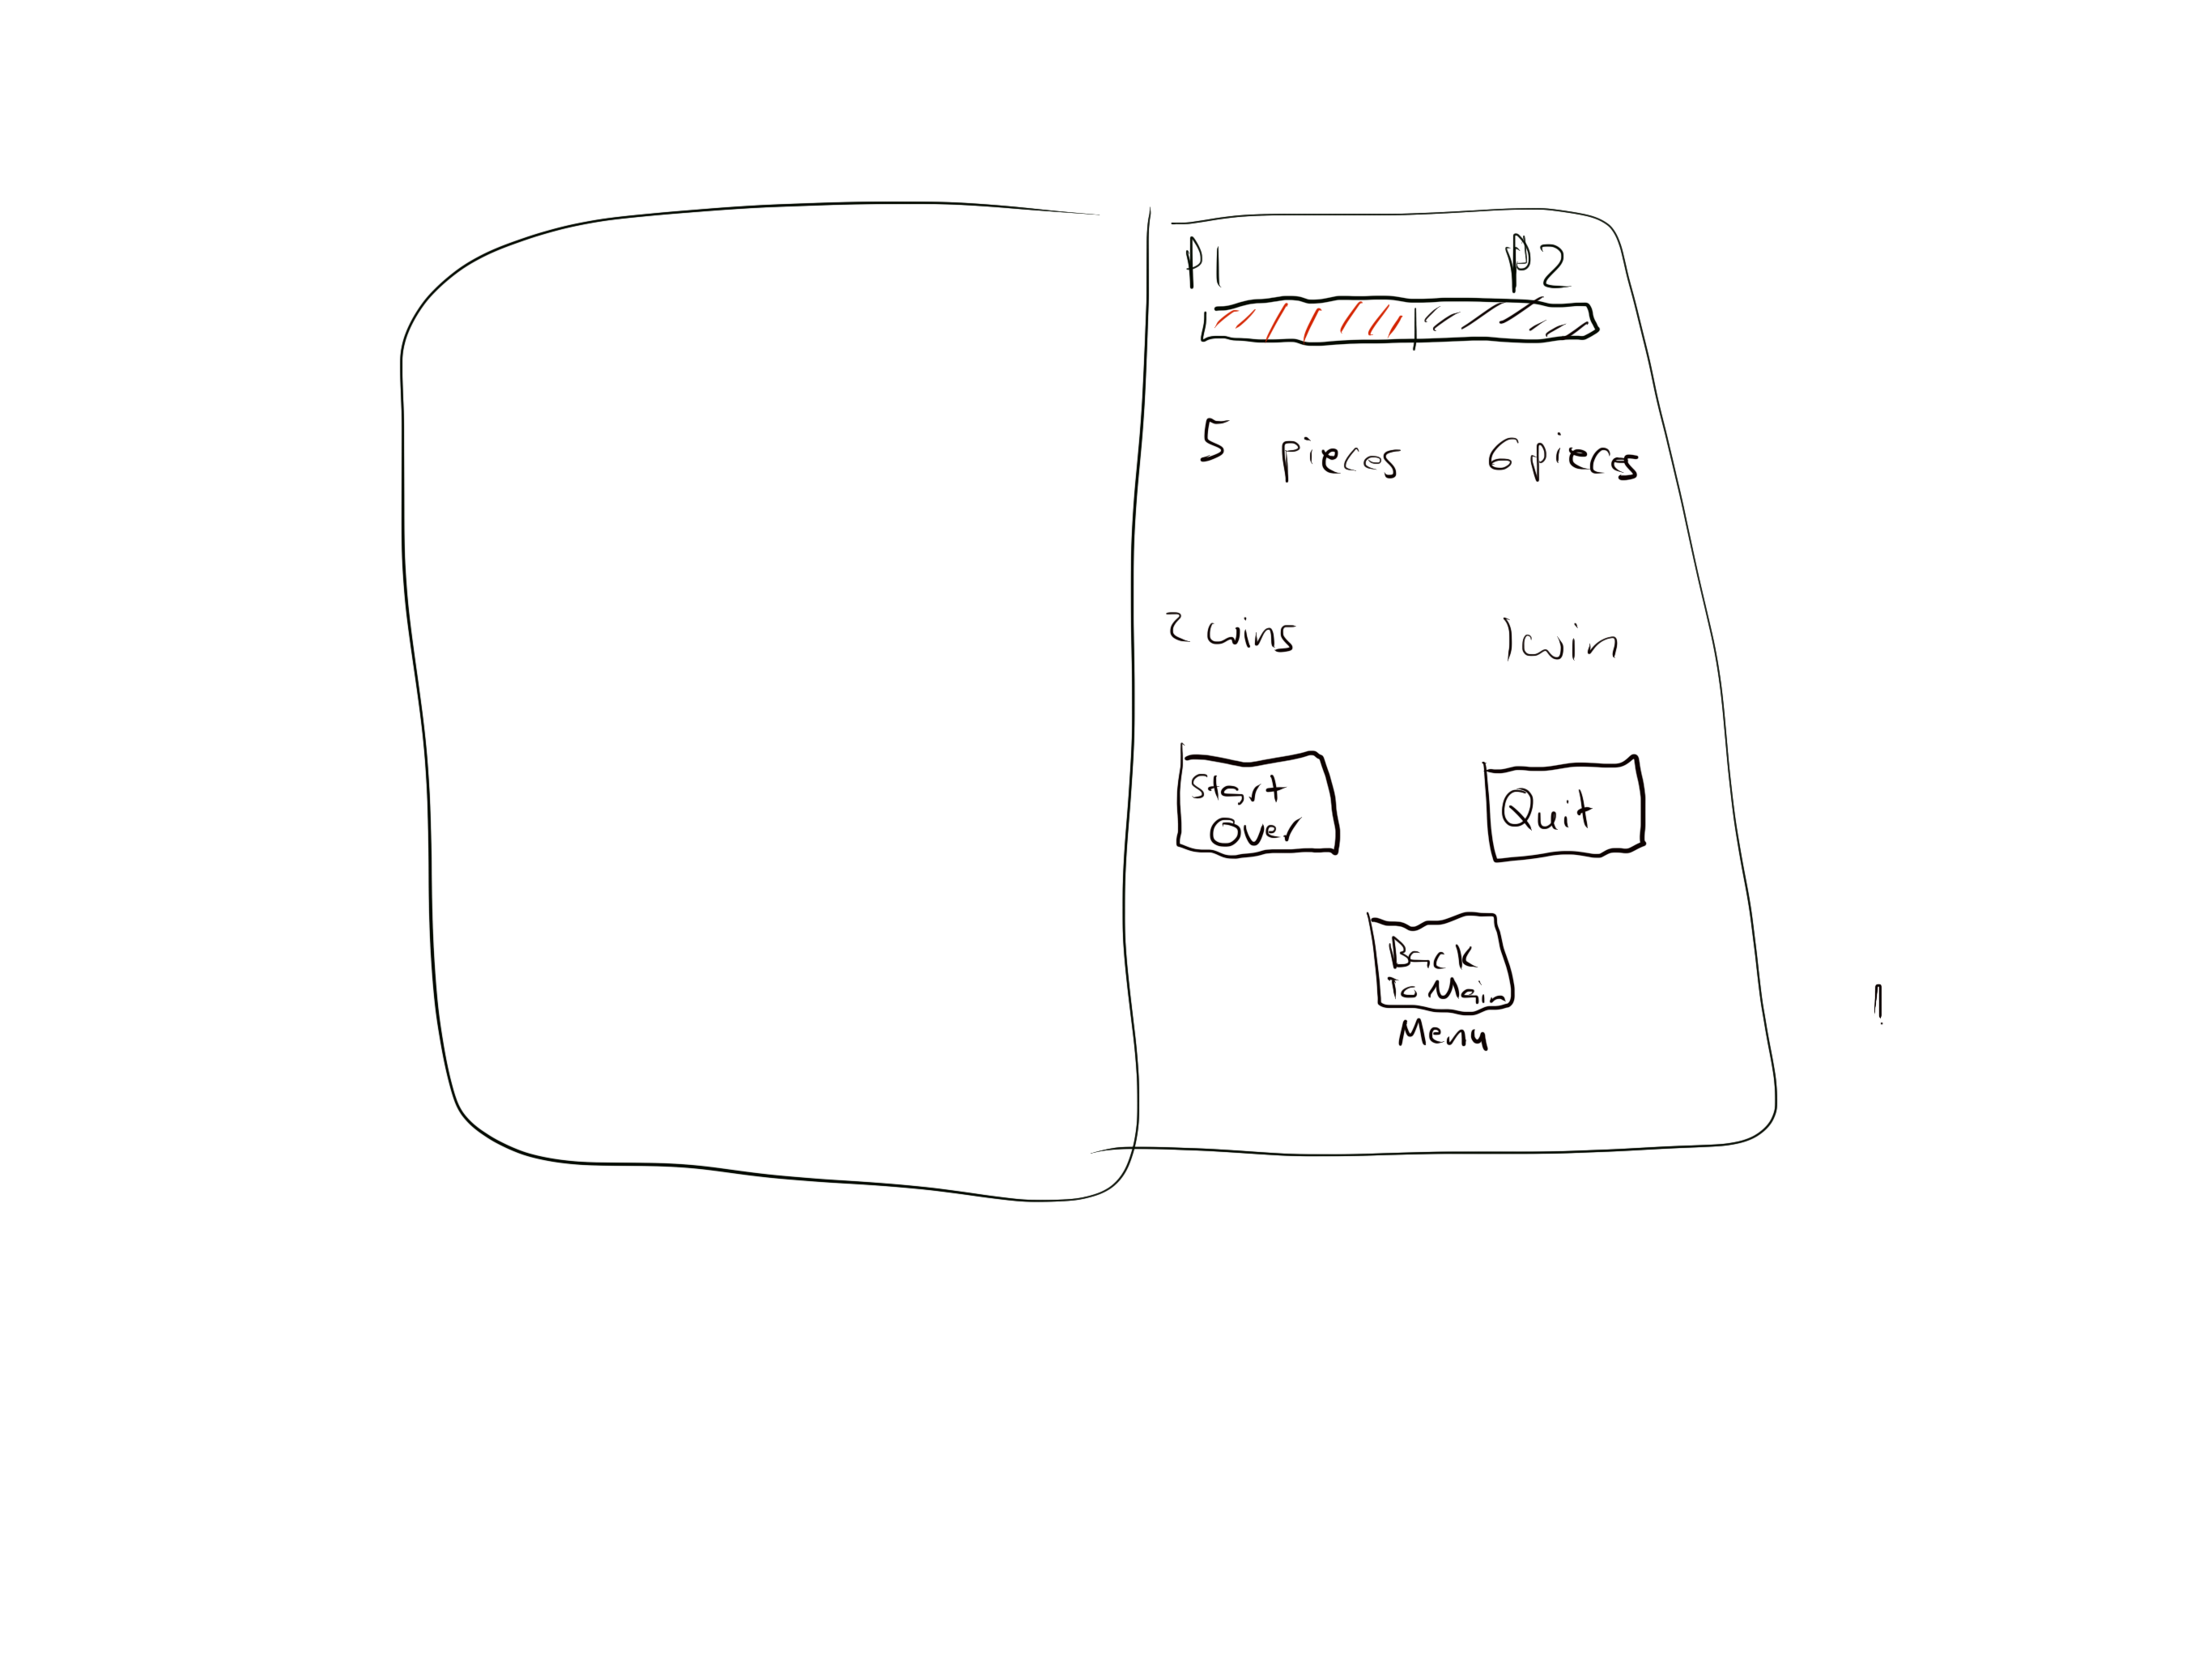 P1 P2
5 pieces 6 pieces
2 wins 1 win
Start
Over
Quit
Back
To Main
Menu
!